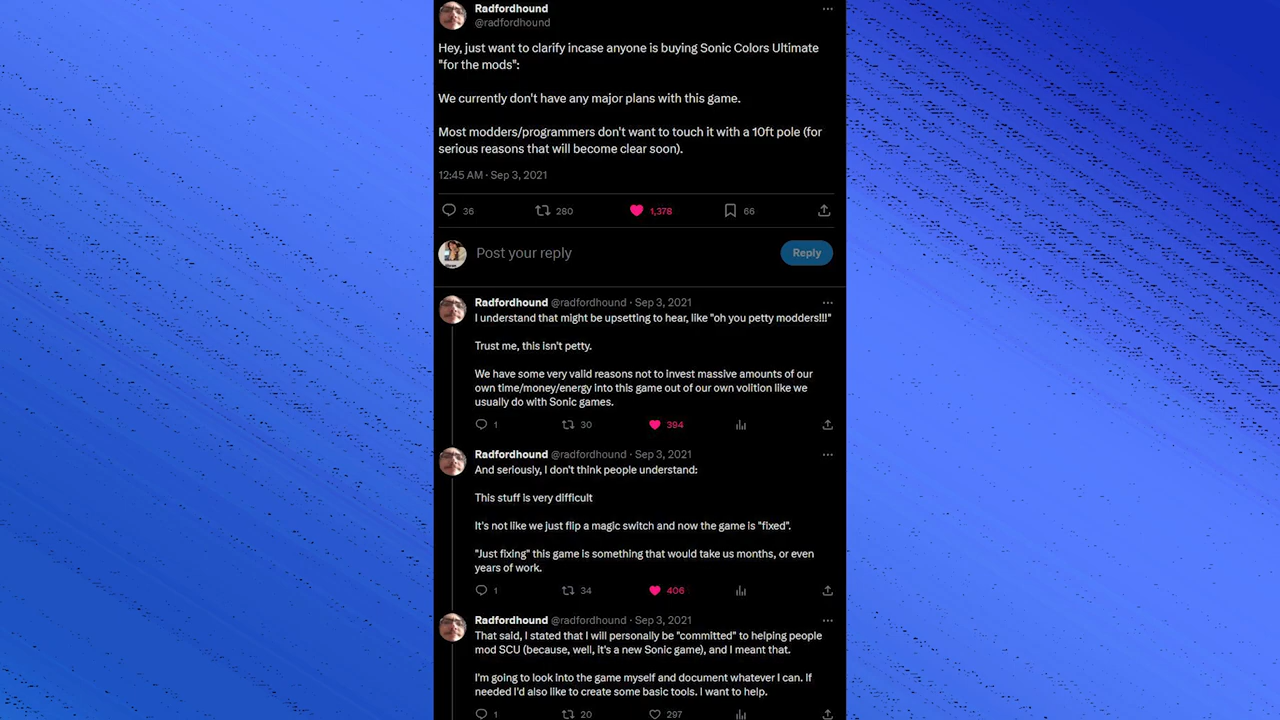 Radfordhound
@radfordhound
Hey, just want to clarify incase anyone is buying Sonic Colors Ultimate
"for the mods":
We currently don't have any major plans with this game.
Most modders/programmers don't want to touch it with a 10ft pole (for
serious reasons that will become clear soon).
12:45 AM · Sep 3, 2021
36 280 1,378 66
Post your reply
Reply
Radfordhound @radfordhound · Sep 3, 2021
I understand that might be upsetting to hear, like "oh you petty modders!!!"
Trust me, this isn't petty.
We have some very valid reasons not to invest massive amounts of our
own time/money/energy into this game out of our own volition like we
usually do with Sonic games.
1 30 394
Radfordhound @radfordhound · Sep 3, 2021
And seriously, I don't think people understand:
This stuff is very difficult
It's not like we just flip a magic switch and now the game is "fixed".
"Just fixing" this game is something that would take us months, or even
years of work.
1 34 406
Radfordhound @radfordhound · Sep 3, 2021
That said, I stated that I will personally be "committed" to helping people
mod SCU (because, well, it's a new Sonic game), and I meant that.
I'm going to look into the game myself and document whatever I can. If
needed I'd also like to create some basic tools. I want to help.
1 20 297